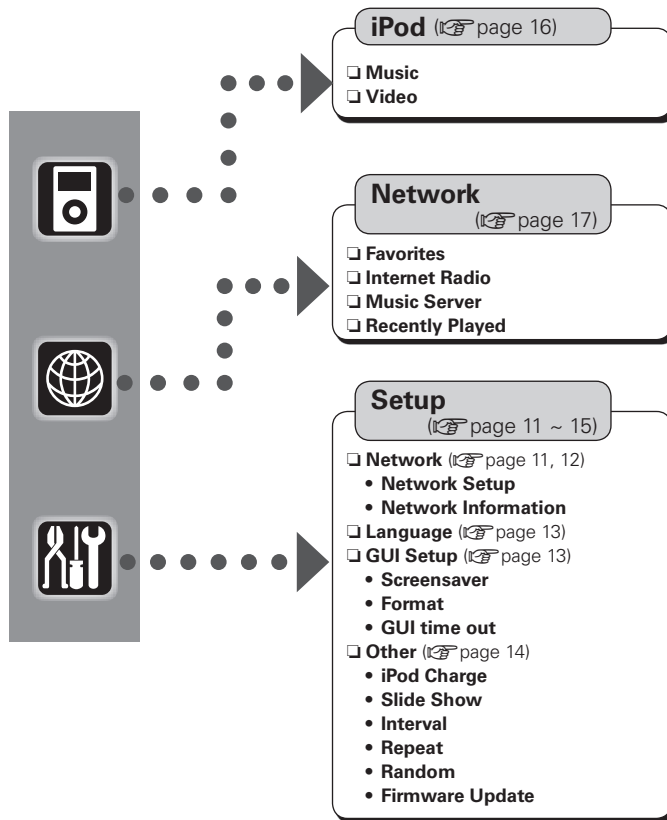 iPod (☞ page 16)
❏ Music
❏ Video
Network
(☞ page 17)
❏ Favorites
❏ Internet Radio
❏ Music Server
❏ Recently Played
Setup
(☞ page 11 ~ 15)
❏ Network (☞ page 11, 12)
• Network Setup
• Network Information
❏ Language (☞ page 13)
❏ GUI Setup (☞ page 13)
• Screensaver
• Format
• GUI time out
❏ Other (☞ page 14)
• iPod Charge
• Slide Show
• Interval
• Repeat
• Random
• Firmware Update